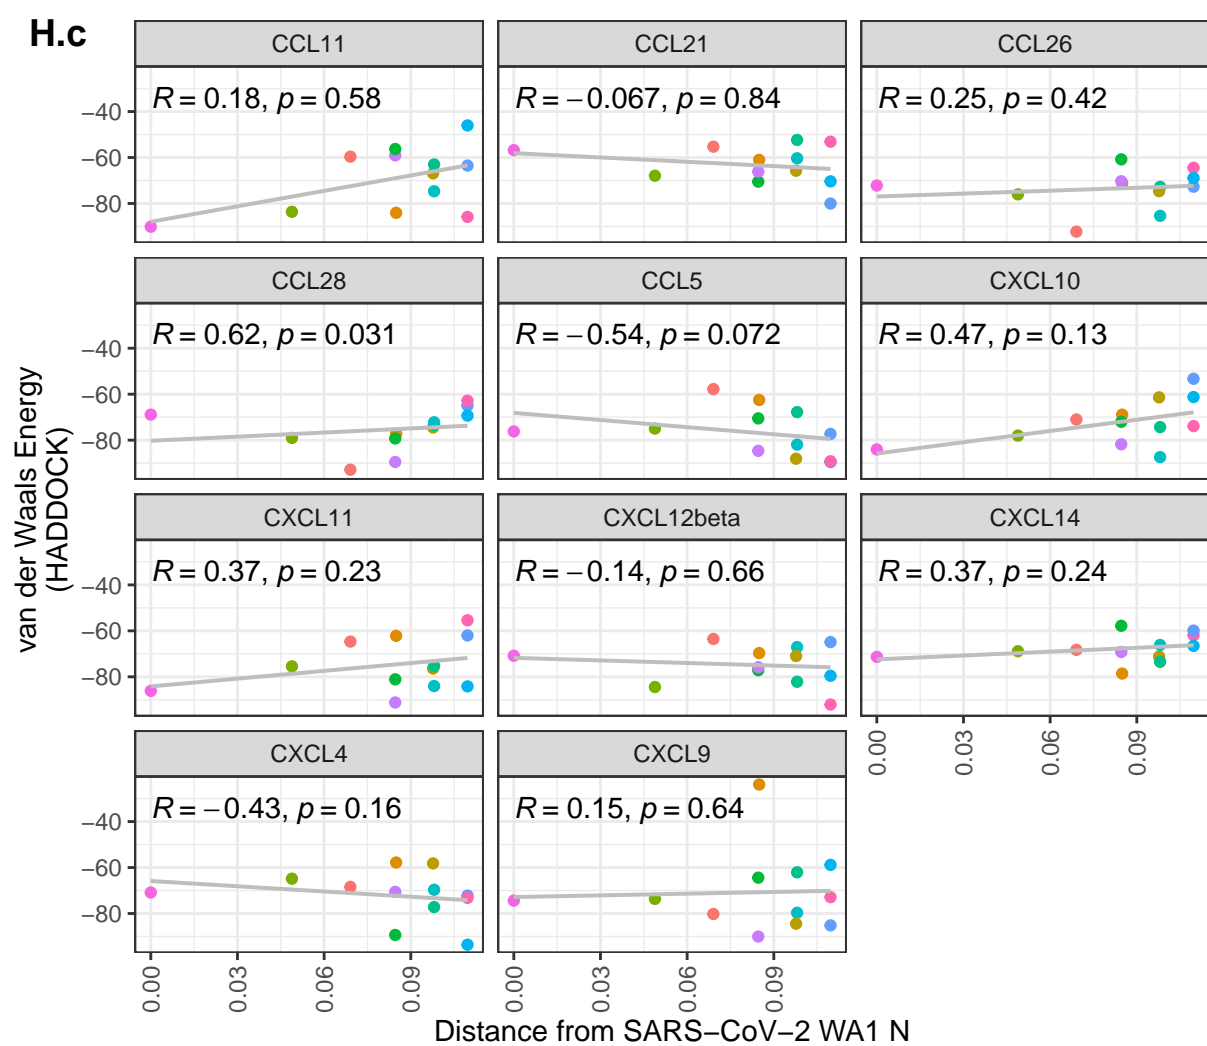 H.c
CCL11
CCL21
CCL26
R = 0.18, p = 0.58
R = −0.067, p = 0.84
R = 0.25, p = 0.42
−40
−60
−80
CCL28
CCL5
CXCL10
R = 0.62, p = 0.031
R = −0.54, p = 0.072
R = 0.47, p = 0.13
−40
−60
−80
van der Waals Energy
(HADDOCK)
CXCL11
CXCL12beta
CXCL14
R = 0.37, p = 0.23
R = −0.14, p = 0.66
R = 0.37, p = 0.24
−40
−60
−80
0.00
0.03
0.06
0.09
CXCL4
CXCL9
R = −0.43, p = 0.16
R = 0.15, p = 0.64
−40
−60
−80
0.00
0.03
0.06
0.09
0.00
0.03
0.06
0.09
Distance from SARS−CoV−2 WA1 N